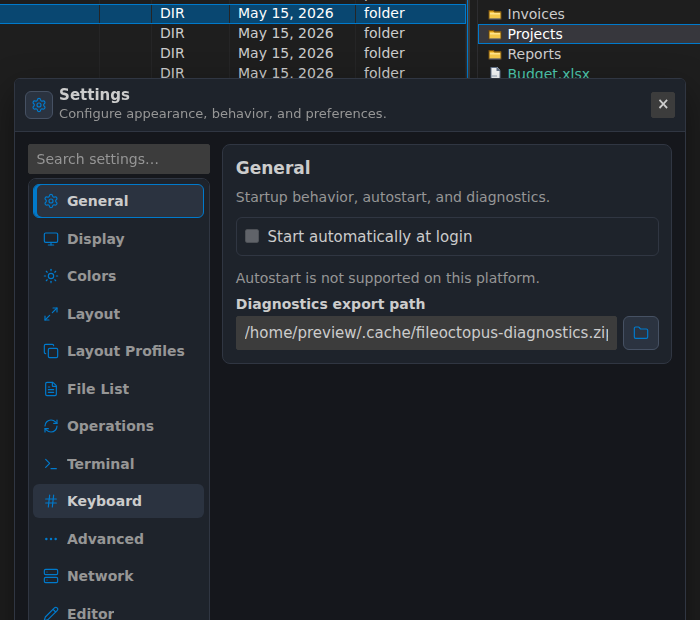 DIR May 15, 2026 folder
DIR May 15, 2026 folder
DIR May 15, 2026 folder
DIR May 15, 2026 folder
Invoices
Projects
Reports
Budget.xlsx
Settings
Configure appearance, behavior, and preferences.
×
Search settings...
General
Display
Colors
Layout
Layout Profiles
File List
Operations
Terminal
Keyboard
Advanced
Network
Editor
General
Startup behavior, autostart, and diagnostics.
Start automatically at login
Autostart is not supported on this platform.
Diagnostics export path
/home/preview/.cache/fileoctopus-diagnostics.zip